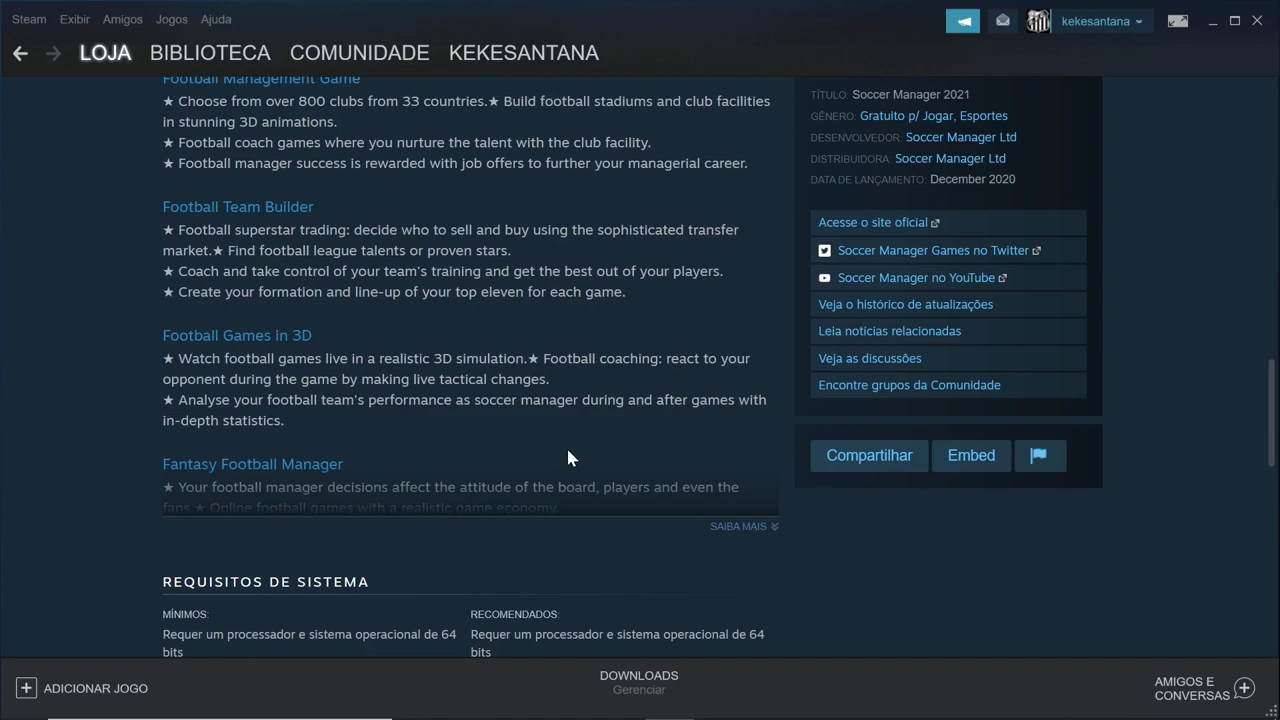 Steam Exibir Amigos Jogos Ajuda
kekesantana
LOJA BIBLIOTECA COMUNIDADE KEKESANTANA
Football Management Game
★ Choose from over 800 clubs from 33 countries.★ Build football stadiums and club facilities
in stunning 3D animations.
★ Football coach games where you nurture the talent with the club facility.
★ Football manager success is rewarded with job offers to further your managerial career.
Football Team Builder
★ Football superstar trading: decide who to sell and buy using the sophisticated transfer
market.★ Find football league talents or proven stars.
★ Coach and take control of your team's training and get the best out of your players.
★ Create your formation and line-up of your top eleven for each game.
Football Games in 3D
★ Watch football games live in a realistic 3D simulation.★ Football coaching: react to your
opponent during the game by making live tactical changes.
★ Analyse your football team's performance as soccer manager during and after games with
in-depth statistics.
Fantasy Football Manager
★ Your football manager decisions affect the attitude of the board, players and even the
fans.★ Online football games with a realistic game economy.
SAIBA MAIS
REQUISITOS DE SISTEMA
MÍNIMOS:
Requer um processador e sistema operacional de 64
bits
RECOMENDADOS:
Requer um processador e sistema operacional de 64
bits
TÍTULO: Soccer Manager 2021
GÊNERO: Gratuito p/ Jogar, Esportes
DESENVOLVEDOR: Soccer Manager Ltd
DISTRIBUIDORA: Soccer Manager Ltd
DATA DE LANÇAMENTO: December 2020
Acesse o site oficial
Soccer Manager Games no Twitter
Soccer Manager no YouTube
Veja o histórico de atualizações
Leia notícias relacionadas
Veja as discussões
Encontre grupos da Comunidade
Compartilhar Embed
ADICIONAR JOGO
DOWNLOADS
Gerenciar
AMIGOS E
CONVERSAS